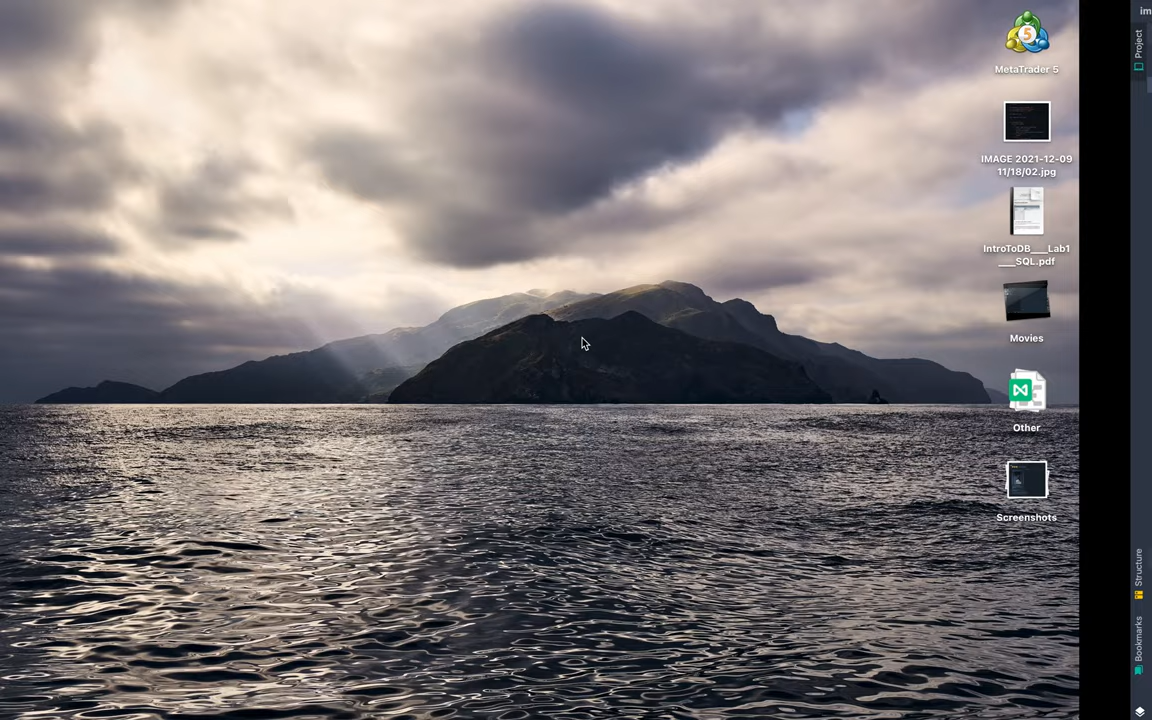 im
Project
MetaTrader 5
IMAGE 2021-12-09
11/18/02.jpg
IntroToDB___Lab1
___SQL.pdf
Movies
Other
Screenshots
Structure
Bookmarks